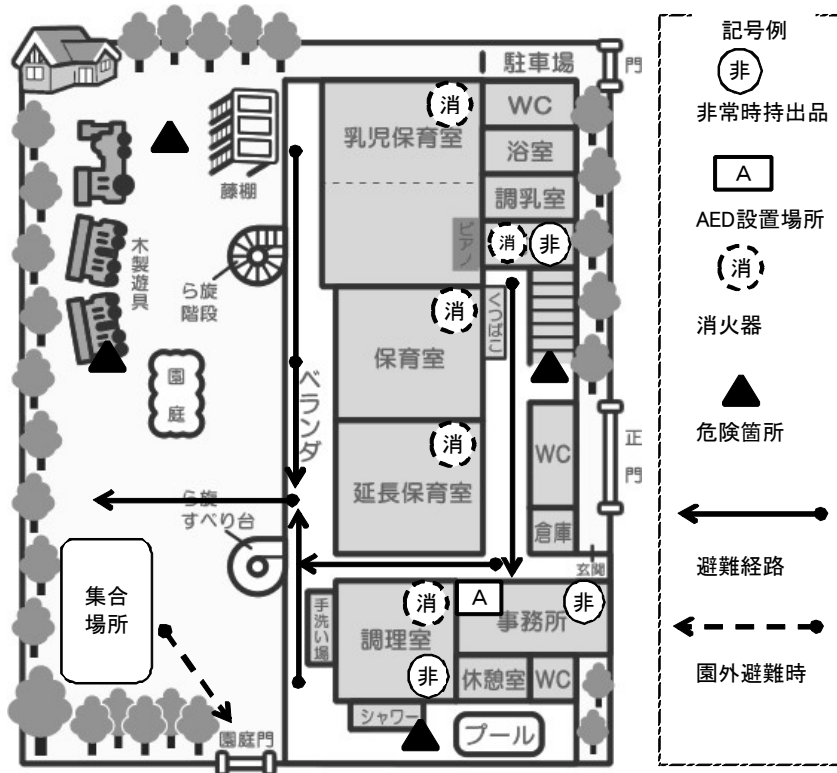 駐車場
門
乳児保育室
消
WC
浴室
調乳室
ピアノ
消
非
藤棚
木製遊具
ら旋
階段
くつばこ
消
保育室
園
庭
ベランダ
消
延長保育室
WC
正
門
ら旋
すべり台
倉庫
玄関
集合
場所
手洗い場
消
調理室
非
A
事務所
非
休憩室
WC
シャワー
プール
園庭門
記号例
非
非常時持出品
A
AED設置場所
消
消火器
危険箇所
避難経路
園外避難時